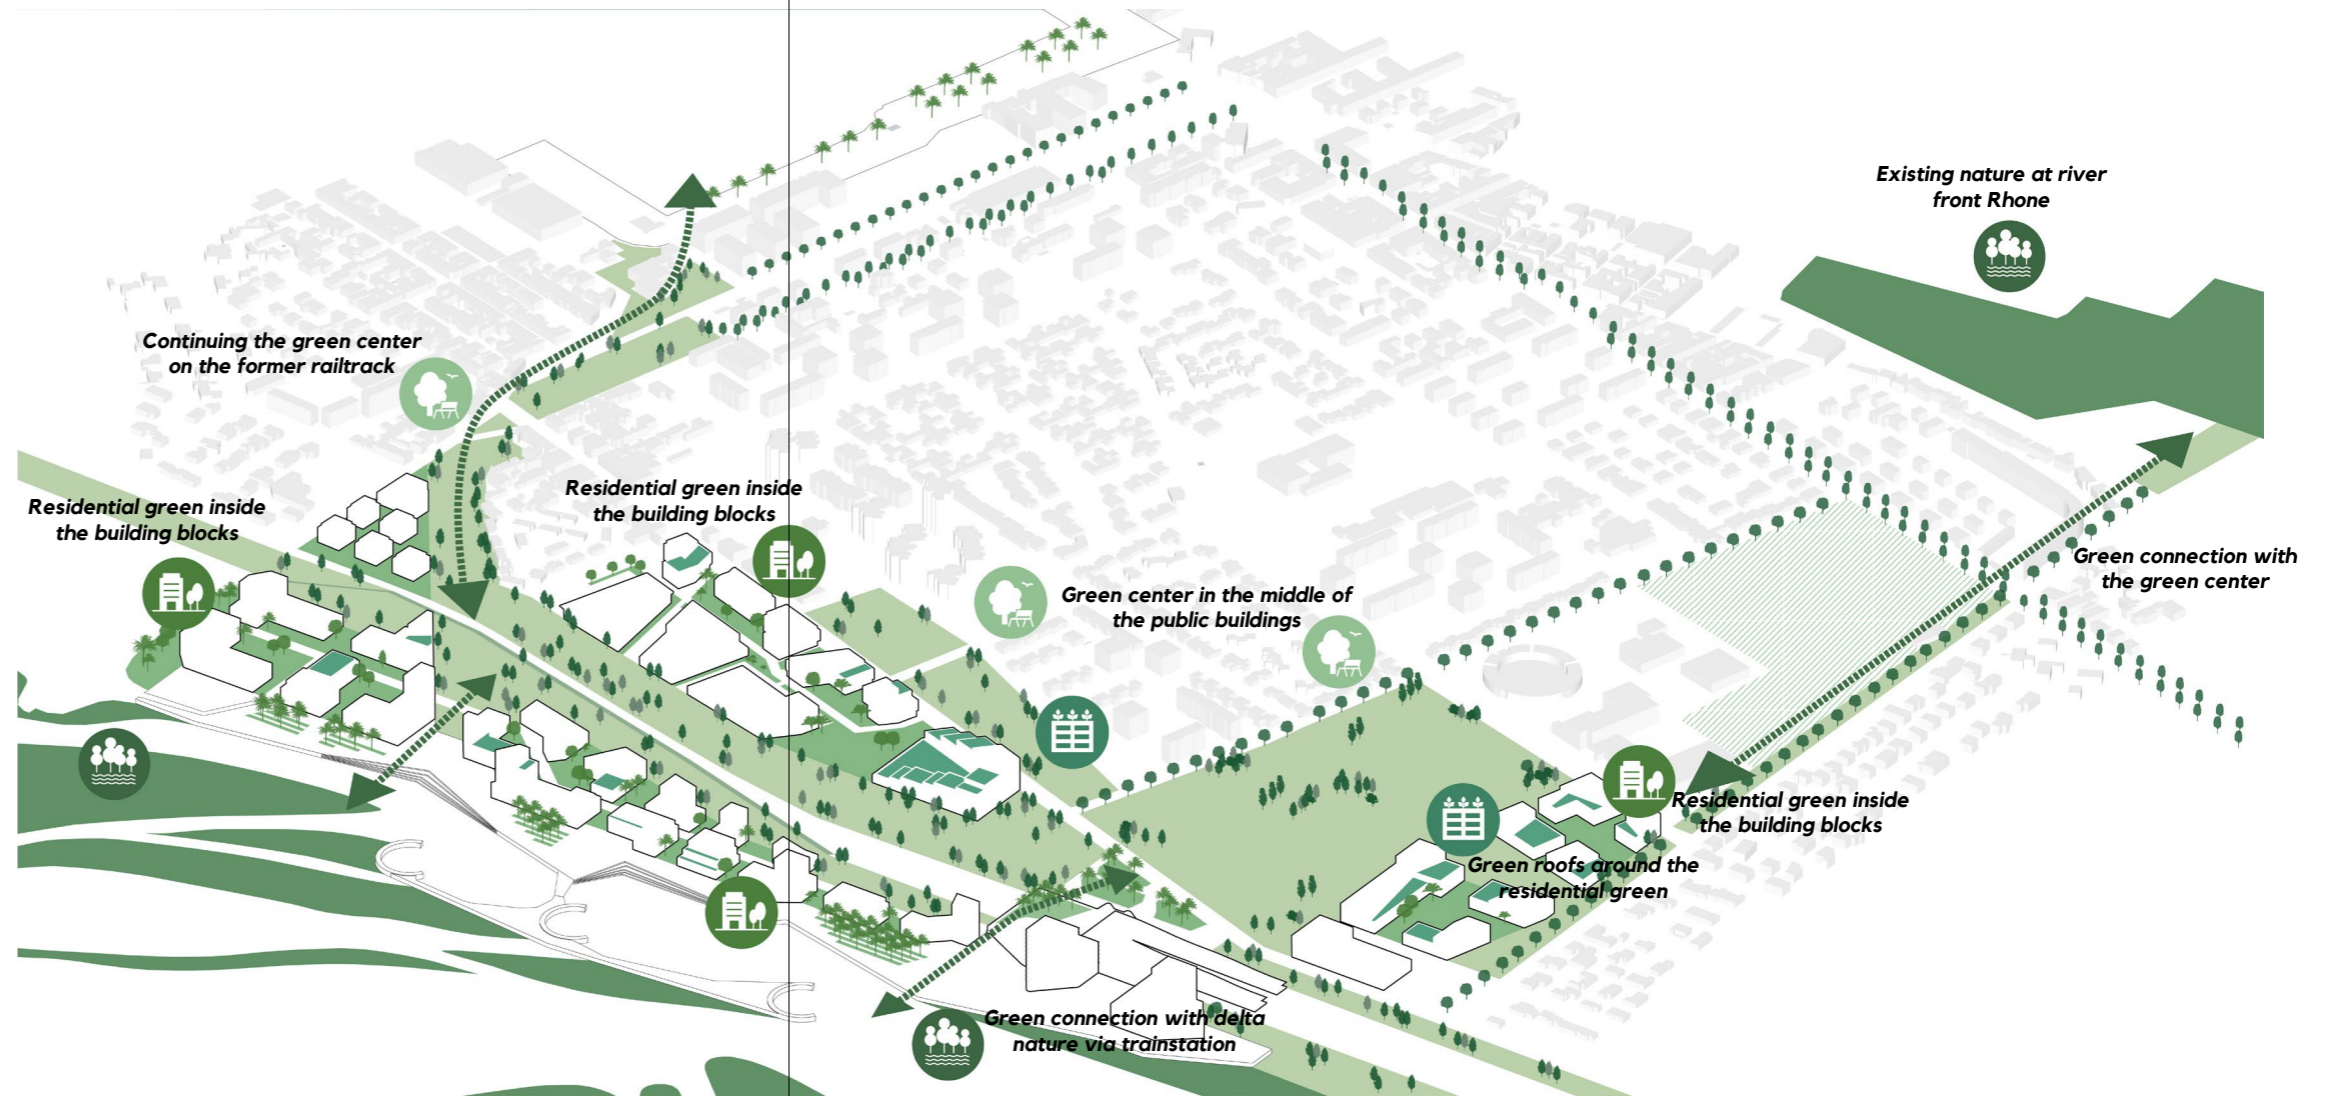 Existing nature at river
front Rhone
Continuing the green center
on the former railtrack
Residential green inside
the building blocks
Residential green inside
the building blocks
Green center in the middle of
the public buildings
Green connection with
the green center
Residential green inside
the building blocks
Green roofs around the
residential green
Green connection with delta
nature via trainstation